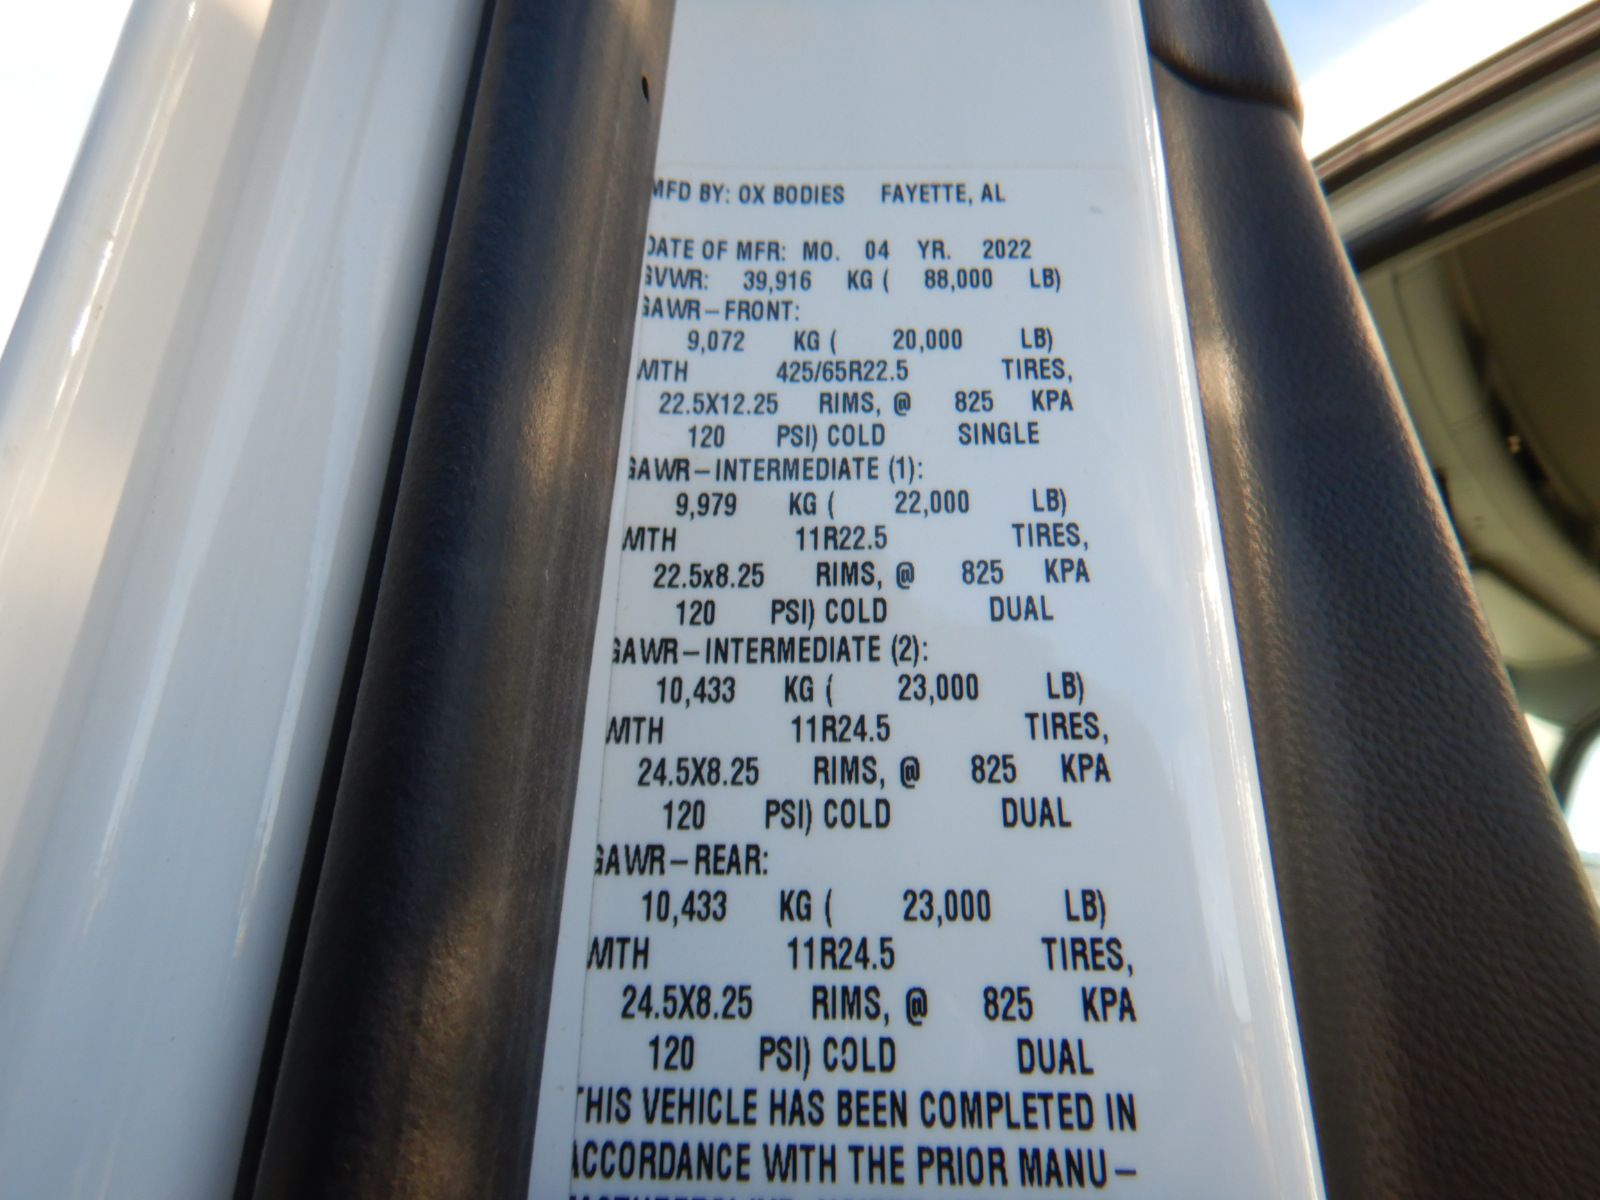 MFD BY: OX BODIES FAYETTE, AL
DATE OF MFR: MO. 04 YR. 2022
GVWR: 39,916 KG ( 88,000 LB)
GAWR-FRONT:
9,072 KG ( 20,000 LB)
WITH 425/65R22.5 TIRES,
22.5X12.25 RIMS, @ 825 KPA
120 PSI) COLD SINGLE
GAWR-INTERMEDIATE (1):
9,979 KG ( 22,000 LB)
WITH 11R22.5 TIRES,
22.5x8.25 RIMS, @ 825 KPA
120 PSI) COLD DUAL
GAWR-INTERMEDIATE (2):
10,433 KG ( 23,000 LB)
WITH 11R24.5 TIRES,
24.5X8.25 RIMS, @ 825 KPA
120 PSI) COLD DUAL
GAWR-REAR:
10,433 KG ( 23,000 LB)
WITH 11R24.5 TIRES,
24.5X8.25 RIMS, @ 825 KPA
120 PSI) COLD DUAL
THIS VEHICLE HAS BEEN COMPLETED IN
ACCORDANCE WITH THE PRIOR MANU-